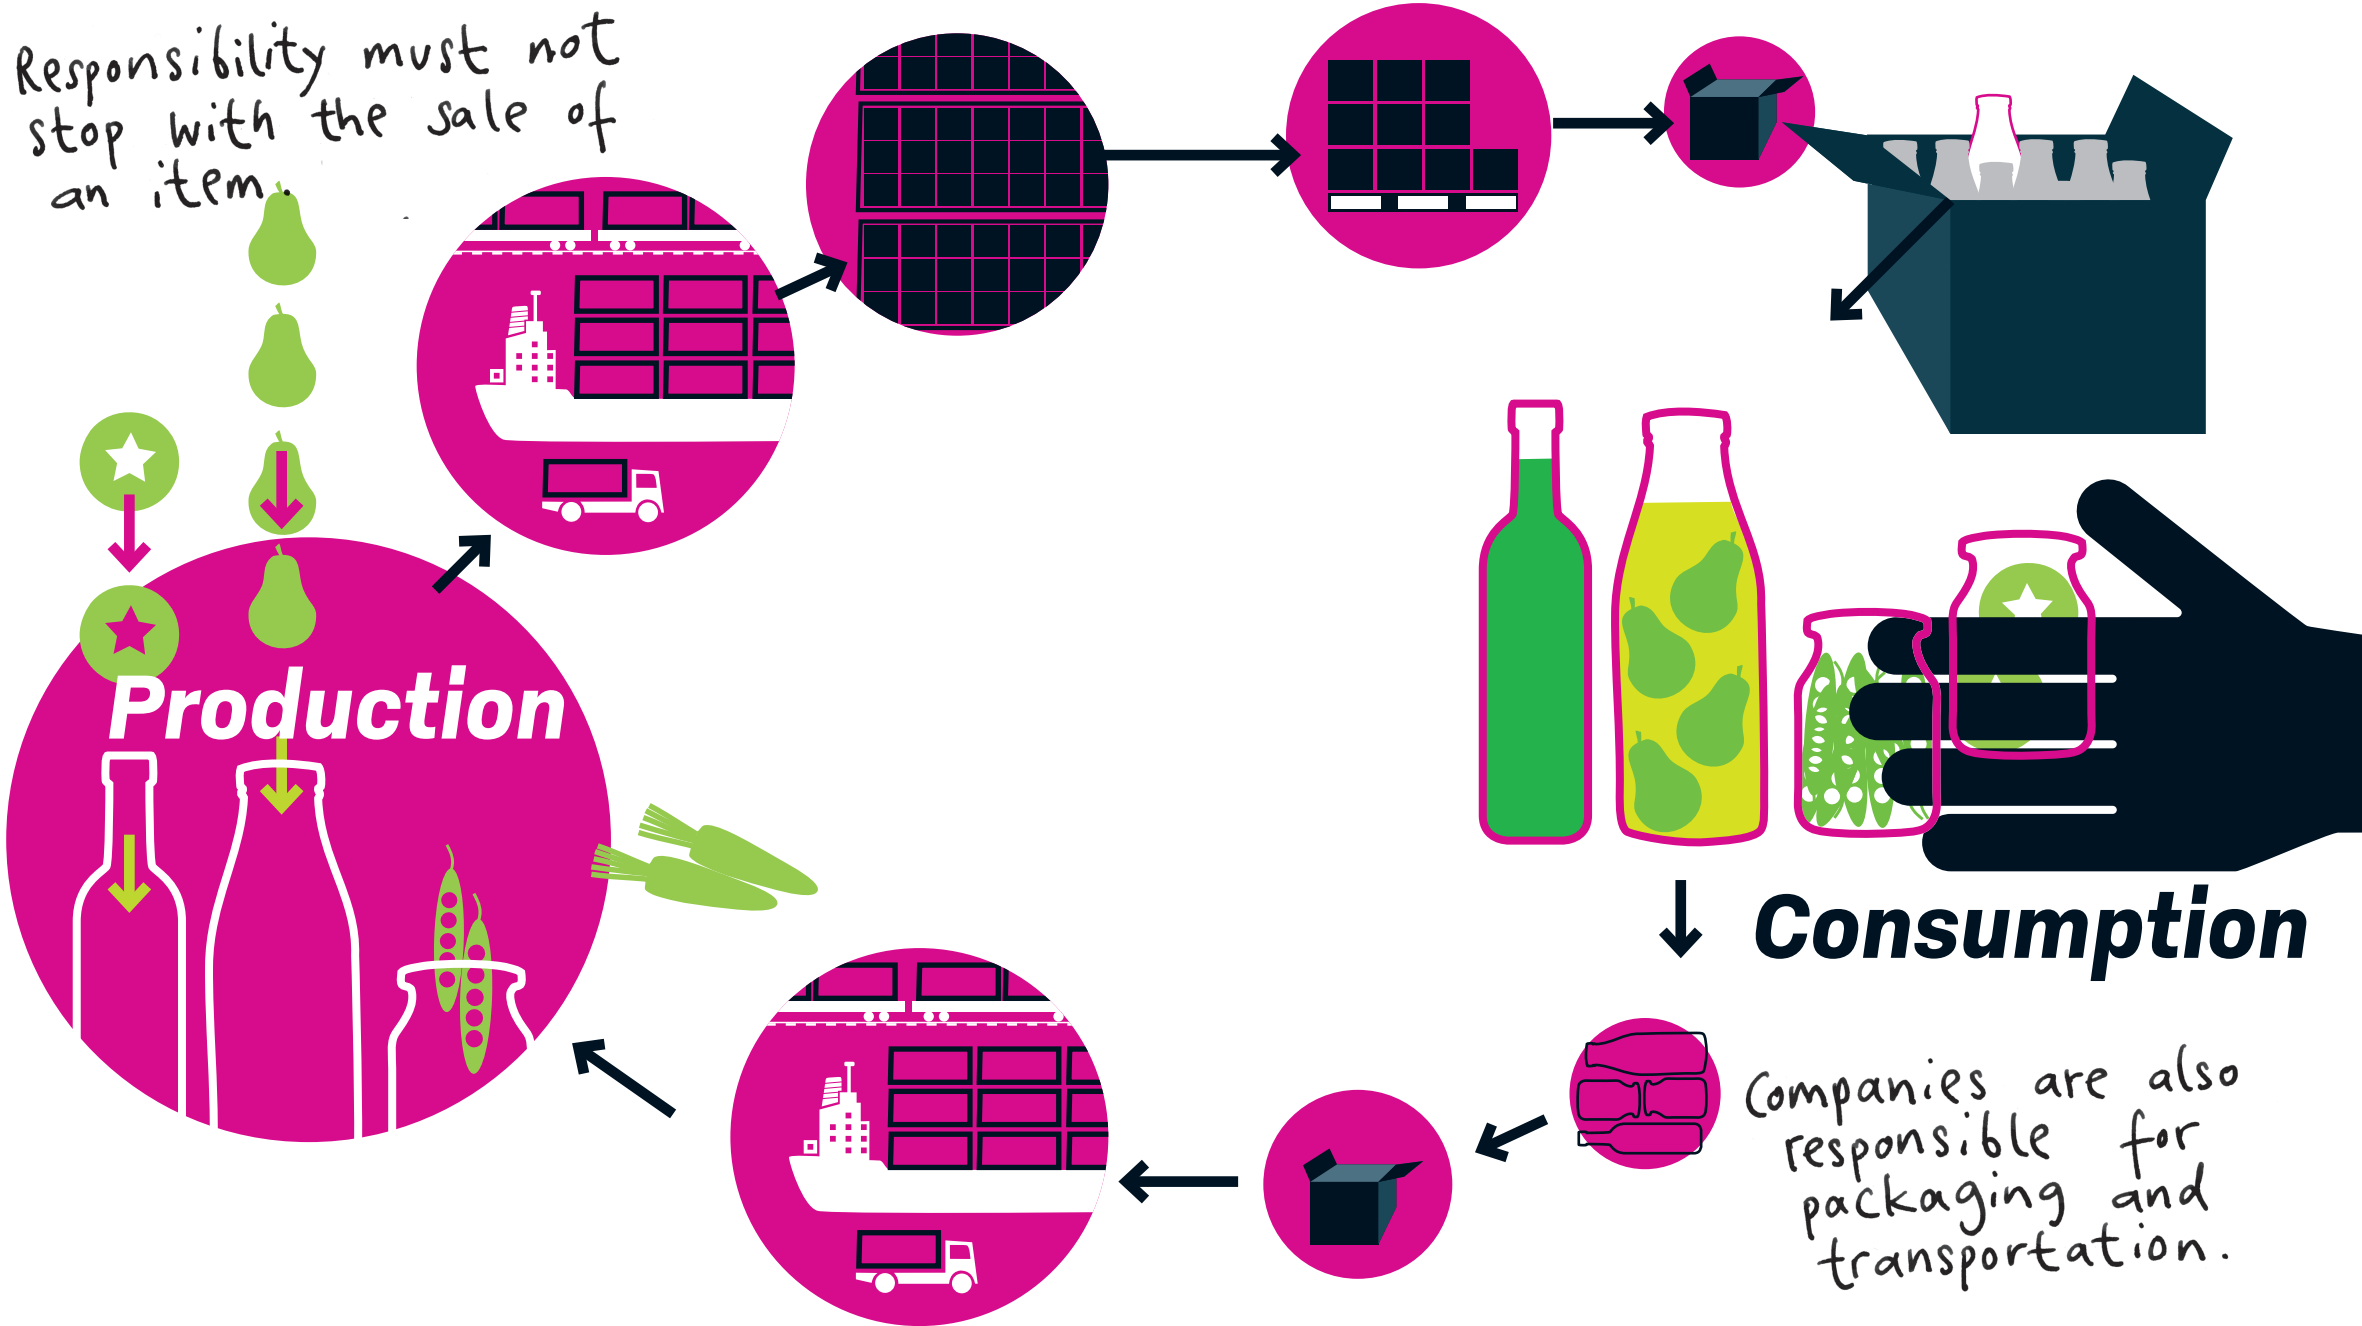 Responsibility must not
stop with the sale of
an item.
Production
Consumption
Companies are also
responsible for
packaging and
transportation.